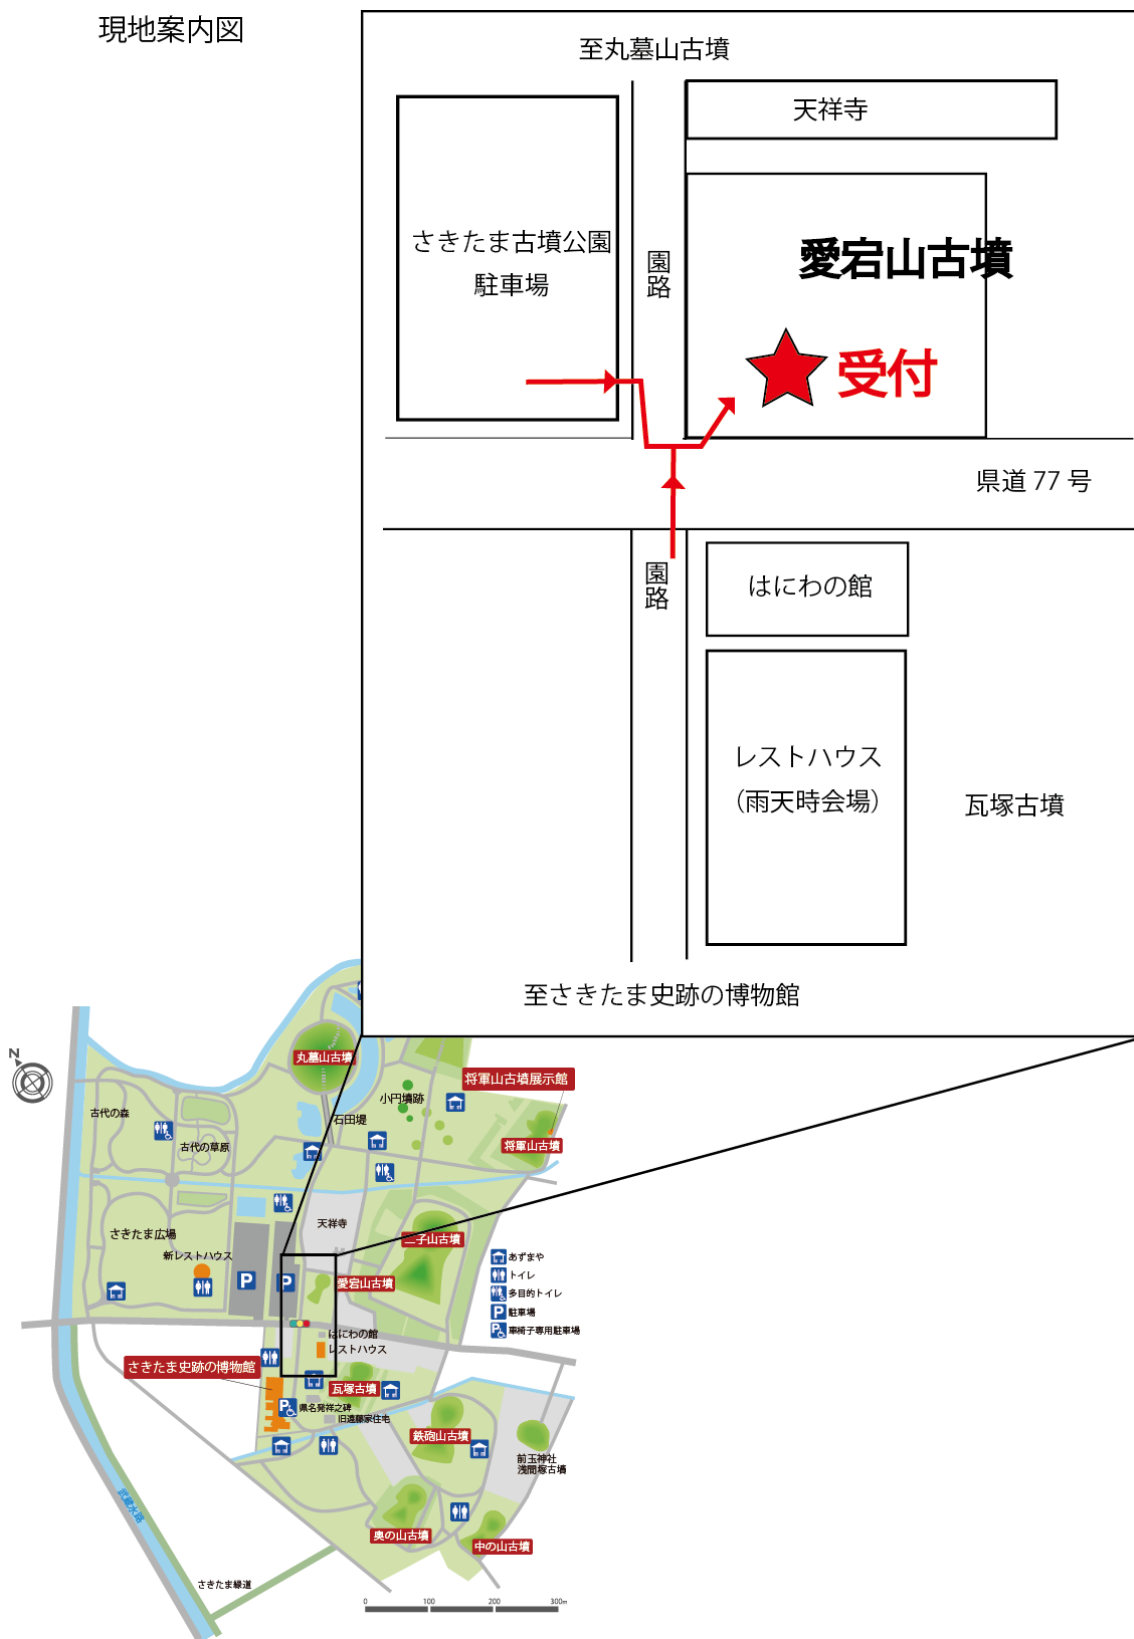 現地案内図
至丸墓山古墳
天祥寺
さきたま古墳公園
駐車場
園路
愛宕山古墳
受付
県道 77 号
園路
はにわの館
レストハウス
（雨天時会場）
瓦塚古墳
至さきたま史跡の博物館
N
丸墓山古墳
将軍山古墳展示館
小円墳跡
古代の森
石田堤
古代の草原
将軍山古墳
天祥寺
さきたま広場
二子山古墳
新レストハウス
P
P
愛宕山古墳
あずまや
トイレ
多目的トイレ
P
駐車場
P
車椅子専用駐車場
はにわの館
レストハウス
さきたま史跡の博物館
瓦塚古墳
P
県名発祥之碑
旧遠藤家住宅
鉄砲山古墳
前玉神社
浅間塚古墳
武蔵水路
奥の山古墳
中の山古墳
さきたま緑道
0
100
200
300m